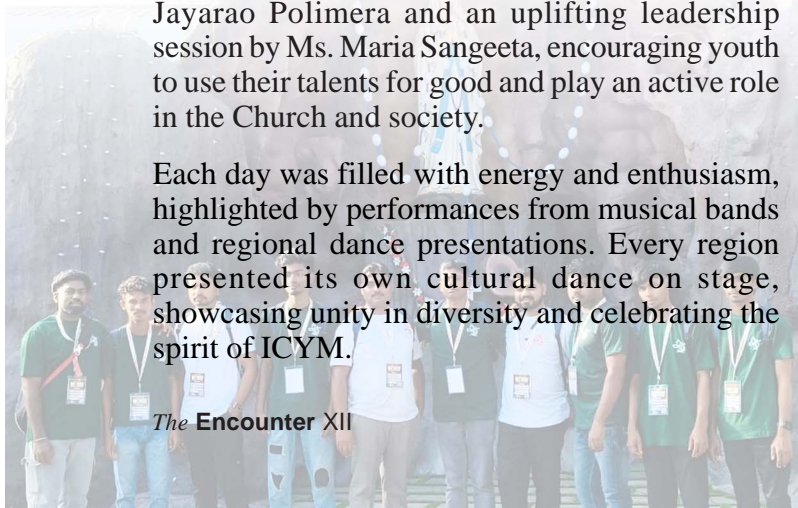 Jayarao Polimera and an uplifting leadership
session by Ms. Maria Sangeeta, encouraging youth
to use their talents for good and play an active role
in the Church and society.
Each day was filled with energy and enthusiasm,
highlighted by performances from musical bands
and regional dance presentations. Every region
presented its own cultural dance on stage,
showcasing unity in diversity and celebrating the
spirit of ICYM.
The Encounter XII